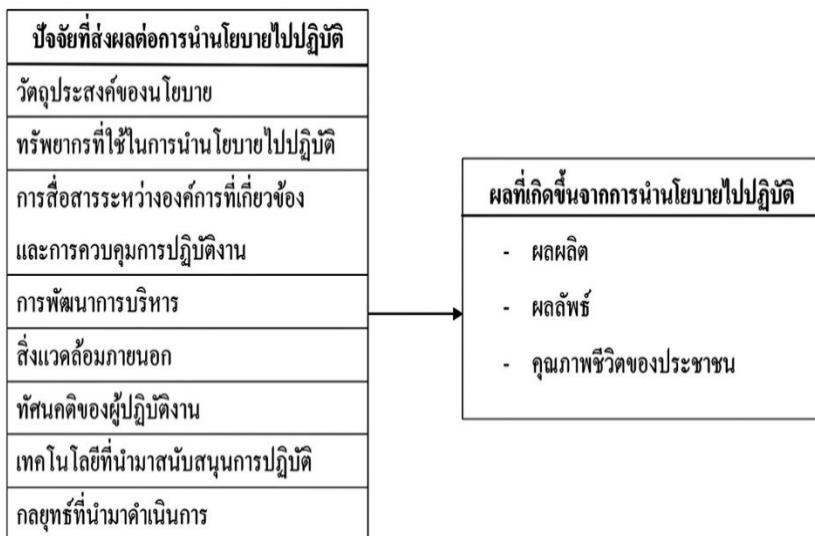 ปัจจัยที่ส่งผลต่อการนำนโยบายไปปฏิบัติ
วัตถุประสงค์ของนโยบาย
ทรัพยากรที่ใช้ในการนำนโยบายไปปฏิบัติ
การสื่อสารระหว่างองค์การที่เกี่ยวข้อง
และการควบคุมการปฏิบัติงาน
การพัฒนาการบริหาร
สิ่งแวดล้อมภายนอก
ทัศนคติของผู้ปฏิบัติงาน
เทคโนโลยีที่นำมาสนับสนุนการปฏิบัติ
กลยุทธ์ที่นำมาดำเนินการ
ผลที่เกิดขึ้นจากการนำนโยบายไปปฏิบัติ
- ผลผลิต
- ผลลัพธ์
- คุณภาพชีวิตของประชาชน